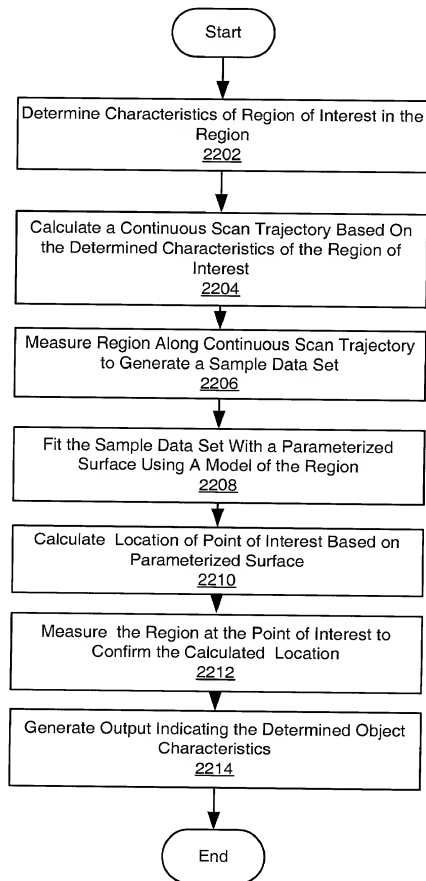 Start
Determine Characteristics of Region of Interest in the
Region
2202
Calculate a Continuous Scan Trajectory Based On
the Determined Characteristics of the Region of
Interest
2204
Measure Region Along Continuous Scan Trajectory
to Generate a Sample Data Set
2206
Fit the Sample Data Set With a Parameterized
Surface Using A Model of the Region
2208
Calculate Location of Point of Interest Based on
Parameterized Surface
2210
Measure the Region at the Point of Interest to
Confirm the Calculated Location
2212
Generate Output Indicating the Determined Object
Characteristics
2214
End